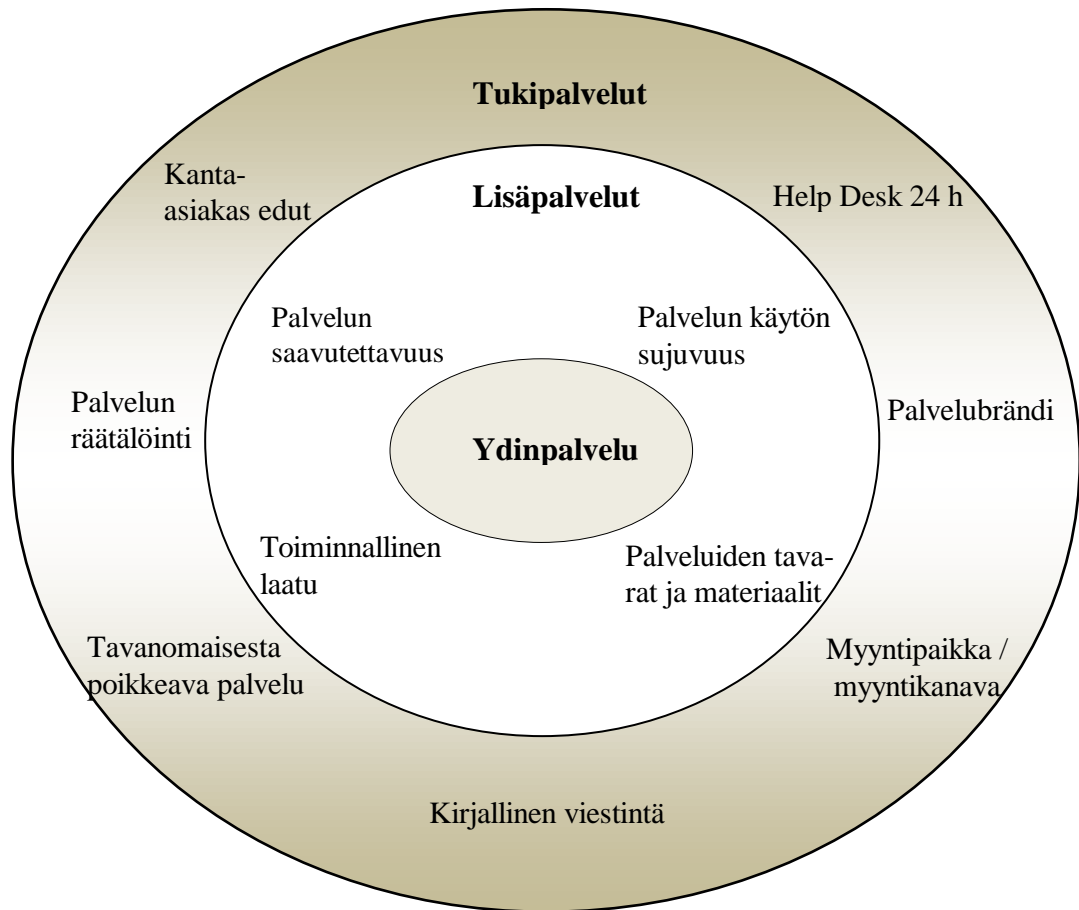 Tukipalvelut
Kanta-
asiakas edut
Lisäpalvelut
Help Desk 24 h
Palvelun
saavutettavuus
Palvelun käytön
sujuvuus
Palvelun
räätälöinti
Ydinpalvelu
Palvelubrändi
Toiminnallinen
laatu
Palveluiden tava-
rat ja materiaalit
Tavanomaisesta
poikkeava palvelu
Myyntipaikka /
myyntikanava
Kirjallinen viestintä